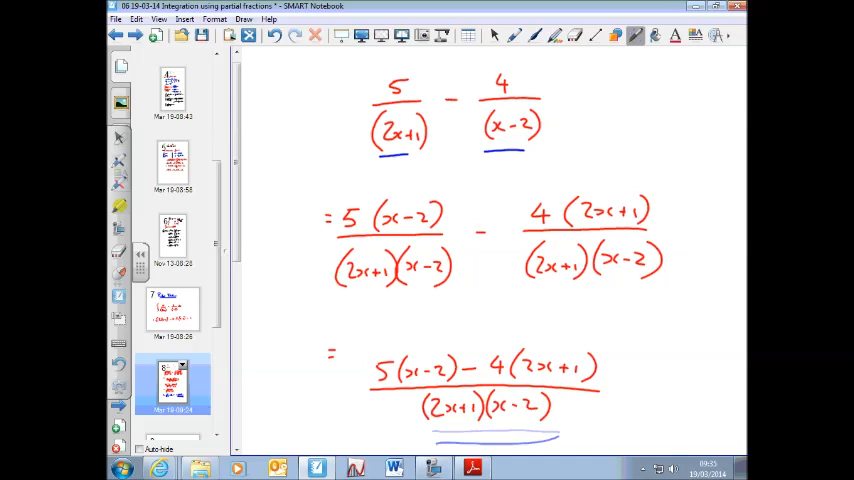 06 19-03-14 Integration using partial fractions * - SMART Notebook
File Edit View Insert Format Draw Help
5/(2x+1) − 4/(x−2)
= 5(x−2)/(2x+1)(x−2) − 4(2x+1)/(2x+1)(x−2)
= 5(x−2) − 4(2x+1)/(2x+1)(x−2)
Mar 19-08:43
Mar 19-08:58
Nov 13-08:28
7
Mar 19-08:26
8
Mar 19-08:24
Auto-hide
09:35
19/03/2014